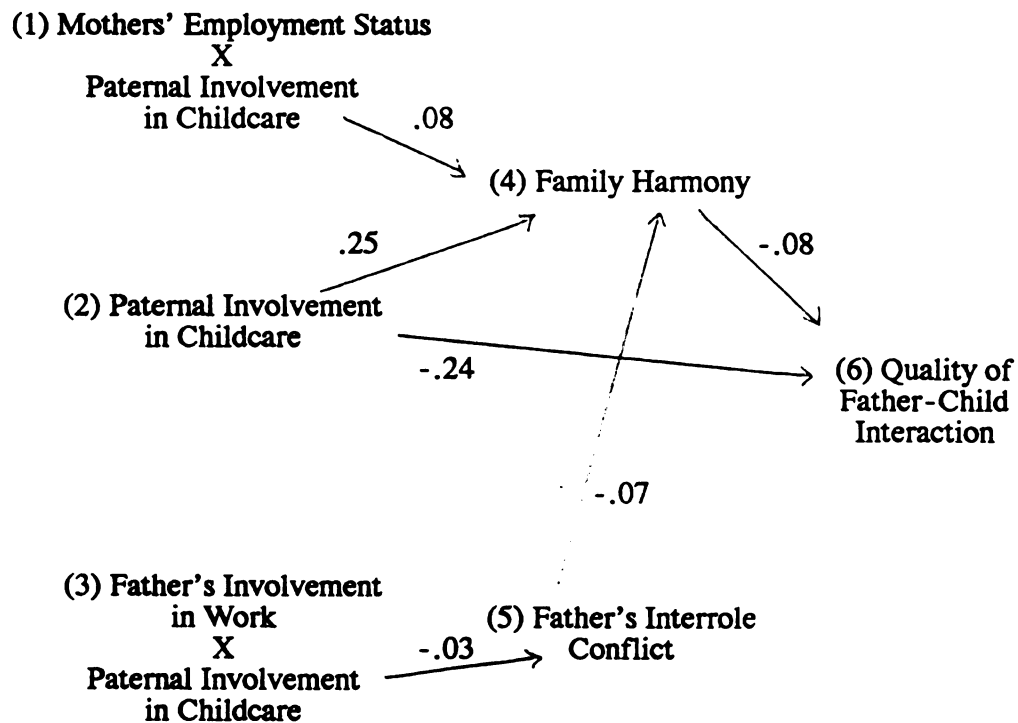 (1) Mothers' Employment Status
X
Paternal Involvement
in Childcare
.08
(4) Family Harmony
.25
-.08
(2) Paternal Involvement
in Childcare
-.24
(6) Quality of
Father-Child
Interaction
-.07
(3) Father's Involvement
in Work
X
Paternal Involvement
in Childcare
-.03
(5) Father's Interrole
Conflict